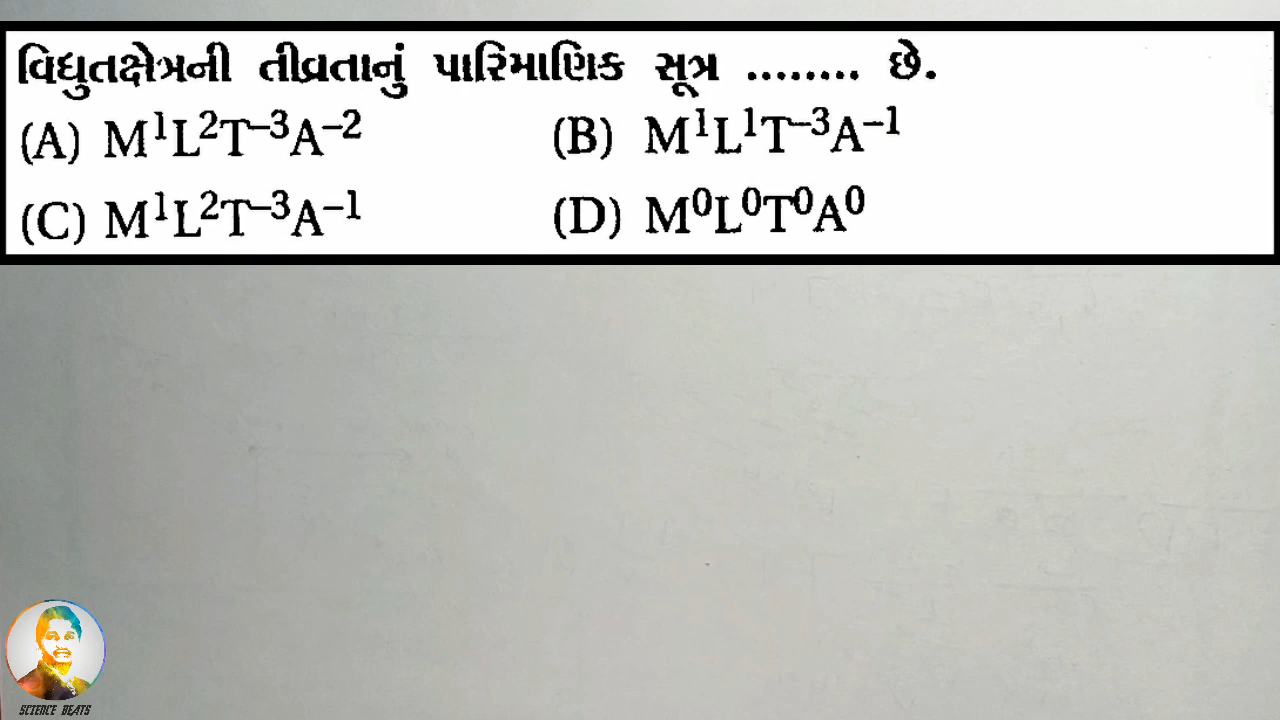 વિદ્યુતક્ષેત્રની તીવ્રતાનું પારિમાણિક સૂત્ર ........ છે.
(A) M¹L²T⁻³A⁻² (B) M¹L¹T⁻³A⁻¹
(C) M¹L²T⁻³A⁻¹ (D) M⁰L⁰T⁰A⁰
SCIENCE BEATS